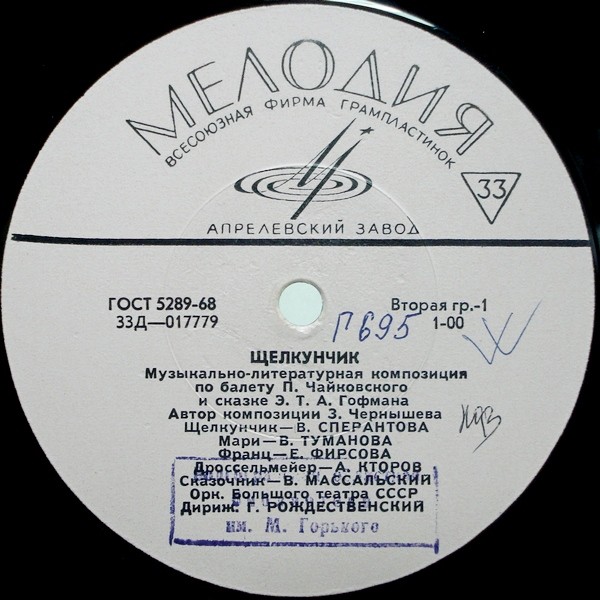 МЕЛОДИЯ
ВСЕСОЮЗНАЯ ФИРМА ГРАМПЛАСТИНОК
33
АПРЕЛЕВСКИЙ ЗАВОД
ГОСТ 5289-68
33Д—017779
Вторая гр.-1
1-00
Г695
ЩЕЛКУНЧИК
Музыкально-литературная композиция
по балету П. Чайковского
и сказке Э. Т. А. Гофмана
Автор композиции З. Чернышева
Щелкунчик—В. СПЕРАНТОВА
Мари—В. ТУМАНОВА
Франц—Е. ФИРСОВА
Дроссельмейер—А. КТОРОВ
Сказочник—В. МАССАЛЬСКИЙ
Орк. Большого театра СССР
Дириж. Г. РОЖДЕСТВЕНСКИЙ
им. М. Горького